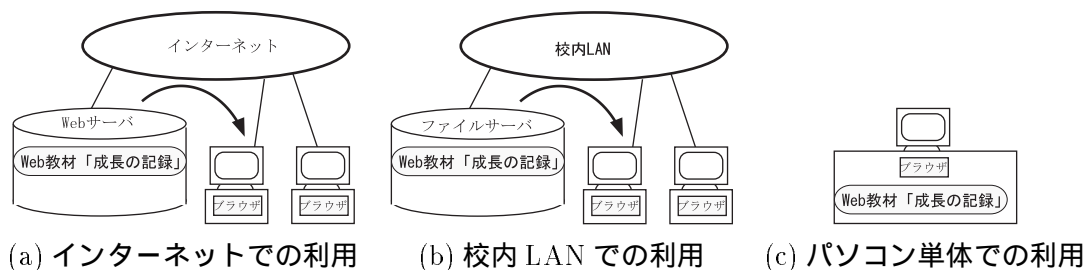 インターネット
Webサーバ
Web教材「成長の記録」
ブラウザ
ブラウザ
(a) インターネットでの利用
校内LAN
ファイルサーバ
Web教材「成長の記録」
ブラウザ
ブラウザ
(b) 校内 LAN での利用
ブラウザ
Web教材「成長の記録」
(c) パソコン単体での利用